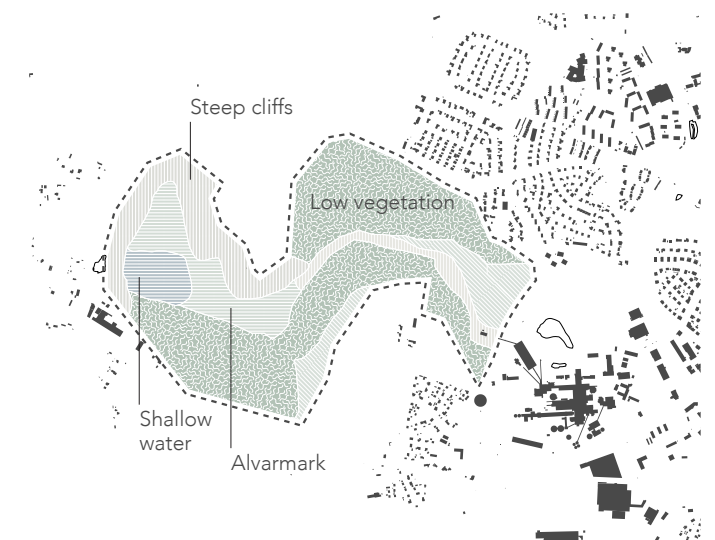 Steep cliffs
Low vegetation
Shallow
water
Alvarmark